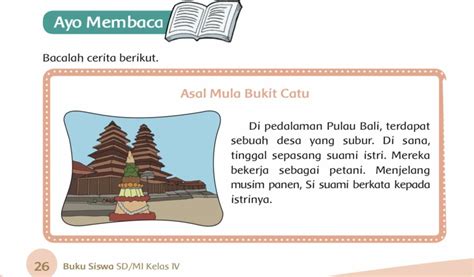 Ayo Membaca
Bacalah cerita berikut.
Asal Mula Bukit Catu
Di pedalaman Pulau Bali, terdapat
sebuah desa yang subur. Di sana,
tinggal sepasang suami istri. Mereka
bekerja sebagai petani. Menjelang
musim panen, Si suami berkata kepada
istrinya.
26 Buku Siswa SD/MI Kelas IV